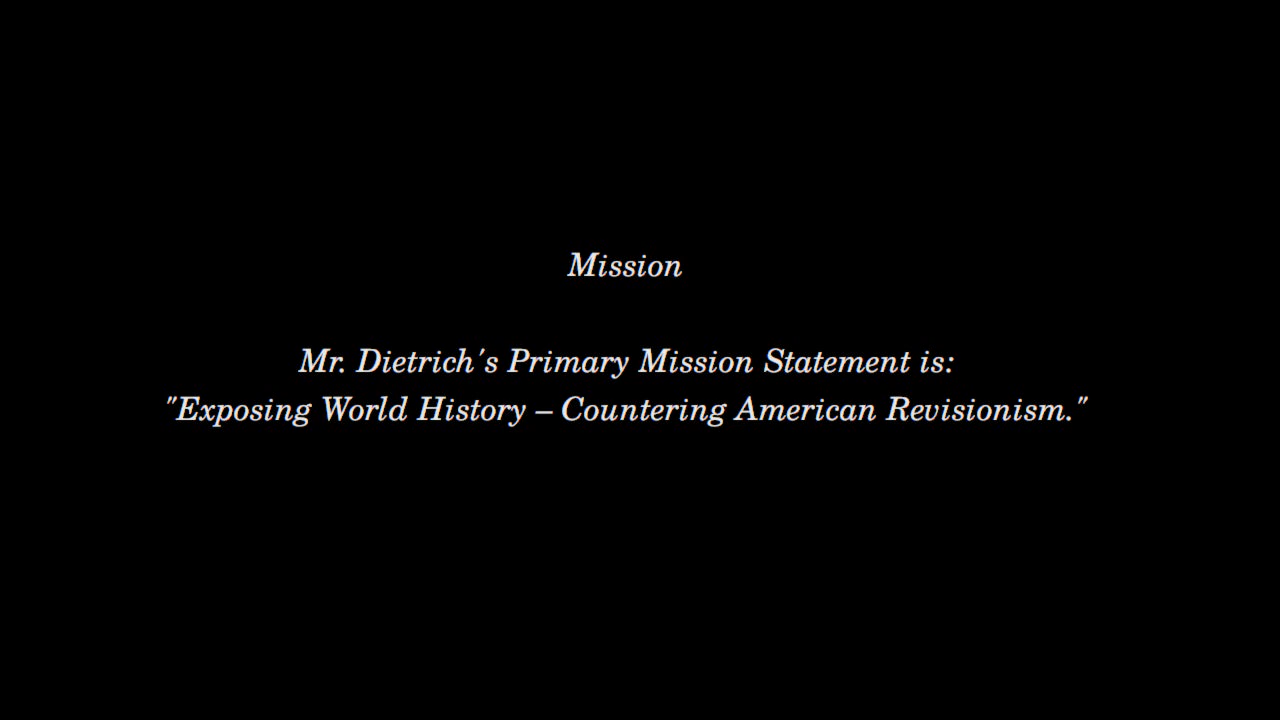 Mission
Mr. Dietrich's Primary Mission Statement is:
"Exposing World History – Countering American Revisionism."